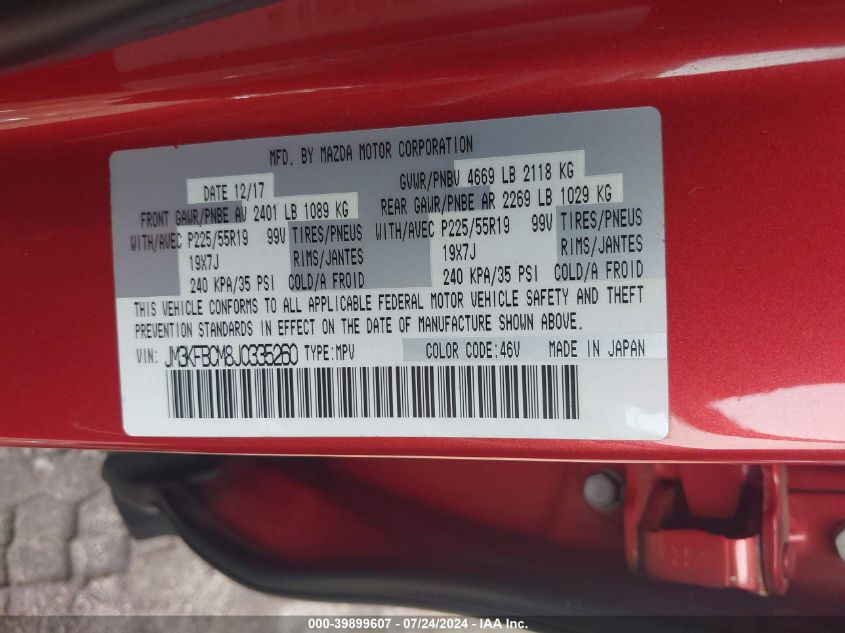 MFD. BY MAZDA MOTOR CORPORATION
DATE 12/17 GVWR/PNBV 4669 LB 2118 KG
FRONT GAWR/PNBE AV 2401 LB 1089 KG REAR GAWR/PNBE AR 2269 LB 1029 KG
WITH/AVEC P225/55R19 99V TIRES/PNEUS WITH/AVEC P225/55R19 99V TIRES/PNEUS
19X7J RIMS/JANTES 19X7J RIMS/JANTES
240 KPA/35 PSI COLD/A FROID 240 KPA/35 PSI COLD/A FROID
THIS VEHICLE CONFORMS TO ALL APPLICABLE FEDERAL MOTOR VEHICLE SAFETY AND THEFT
PREVENTION STANDARDS IN EFFECT ON THE DATE OF MANUFACTURE SHOWN ABOVE.
VIN: JM3KFBCM8J0335260 TYPE:MPV COLOR CODE:46V MADE IN JAPAN
000-39899607 - 07/24/2024 - IAA Inc.